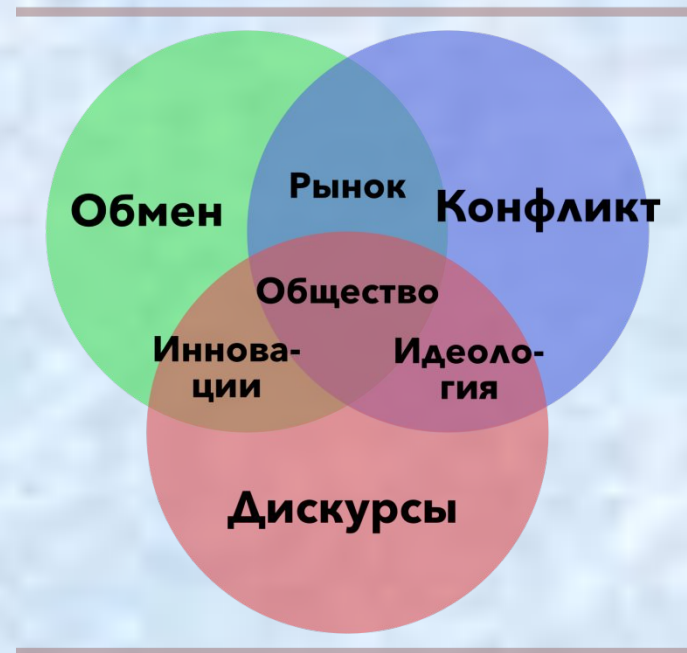 Рынок
Обмен
Конфликт
Общество
Иннова-
ции
Идеоло-
гия
Дискурсы